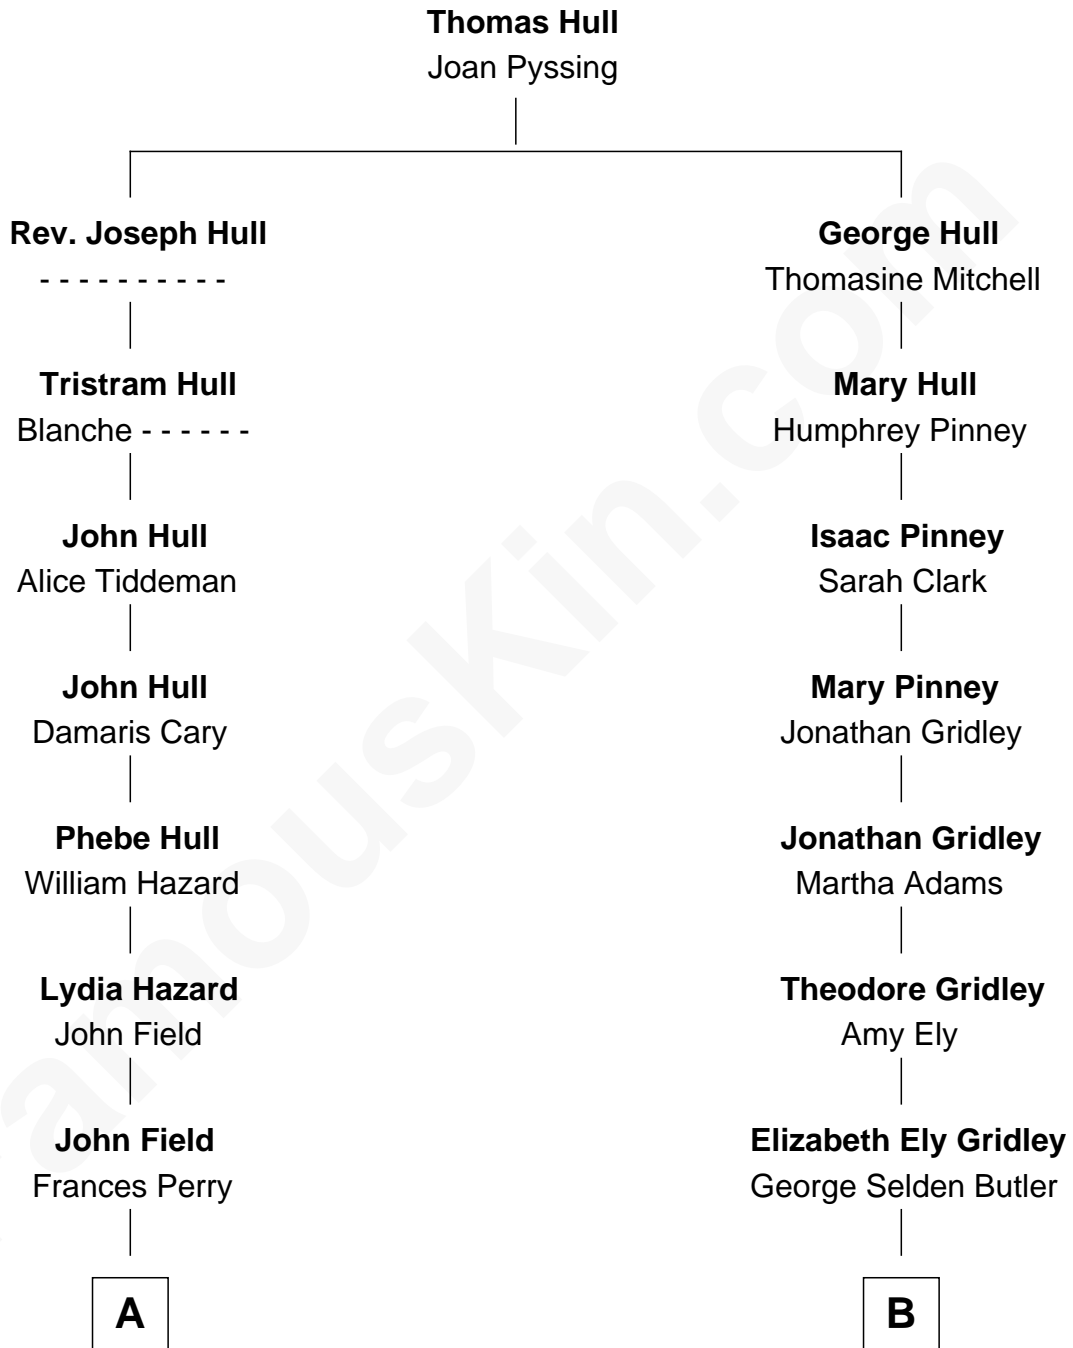 Thomas Hull
Joan Pyssing
Rev. Joseph Hull
- - - - - - - - - -
George Hull
Thomasine Mitchell
Tristram Hull
Blanche - - - - - -
Mary Hull
Humphrey Pinney
John Hull
Alice Tiddeman
Isaac Pinney
Sarah Clark
John Hull
Damaris Cary
Mary Pinney
Jonathan Gridley
Phebe Hull
William Hazard
Jonathan Gridley
Martha Adams
Lydia Hazard
John Field
Theodore Gridley
Amy Ely
John Field
Frances Perry
Elizabeth Ely Gridley
George Selden Butler
A
B
amouskin.com